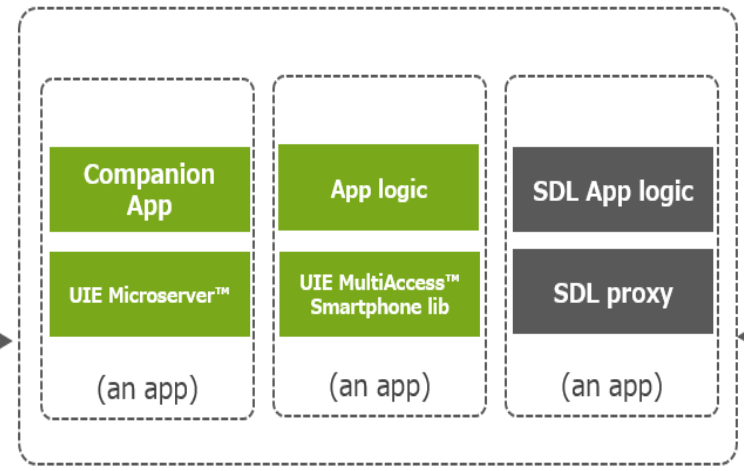 Companion
App
UIE Microserver™
(an app)
App logic
UIE MultiAccess™
Smartphone lib
(an app)
SDL App logic
SDL proxy
(an app)